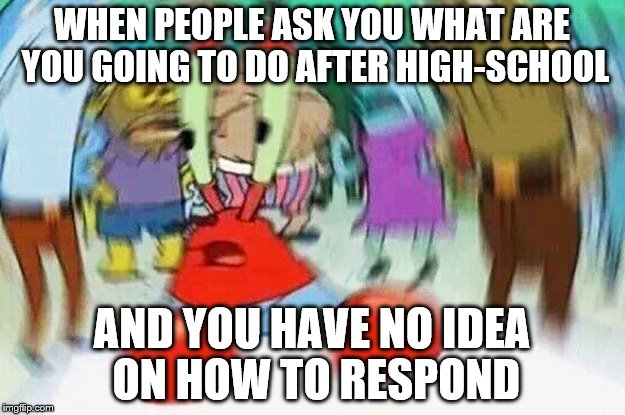 WHEN PEOPLE ASK YOU WHAT ARE
YOU GOING TO DO AFTER HIGH-SCHOOL
AND YOU HAVE NO IDEA
ON HOW TO RESPOND
imgflip.com